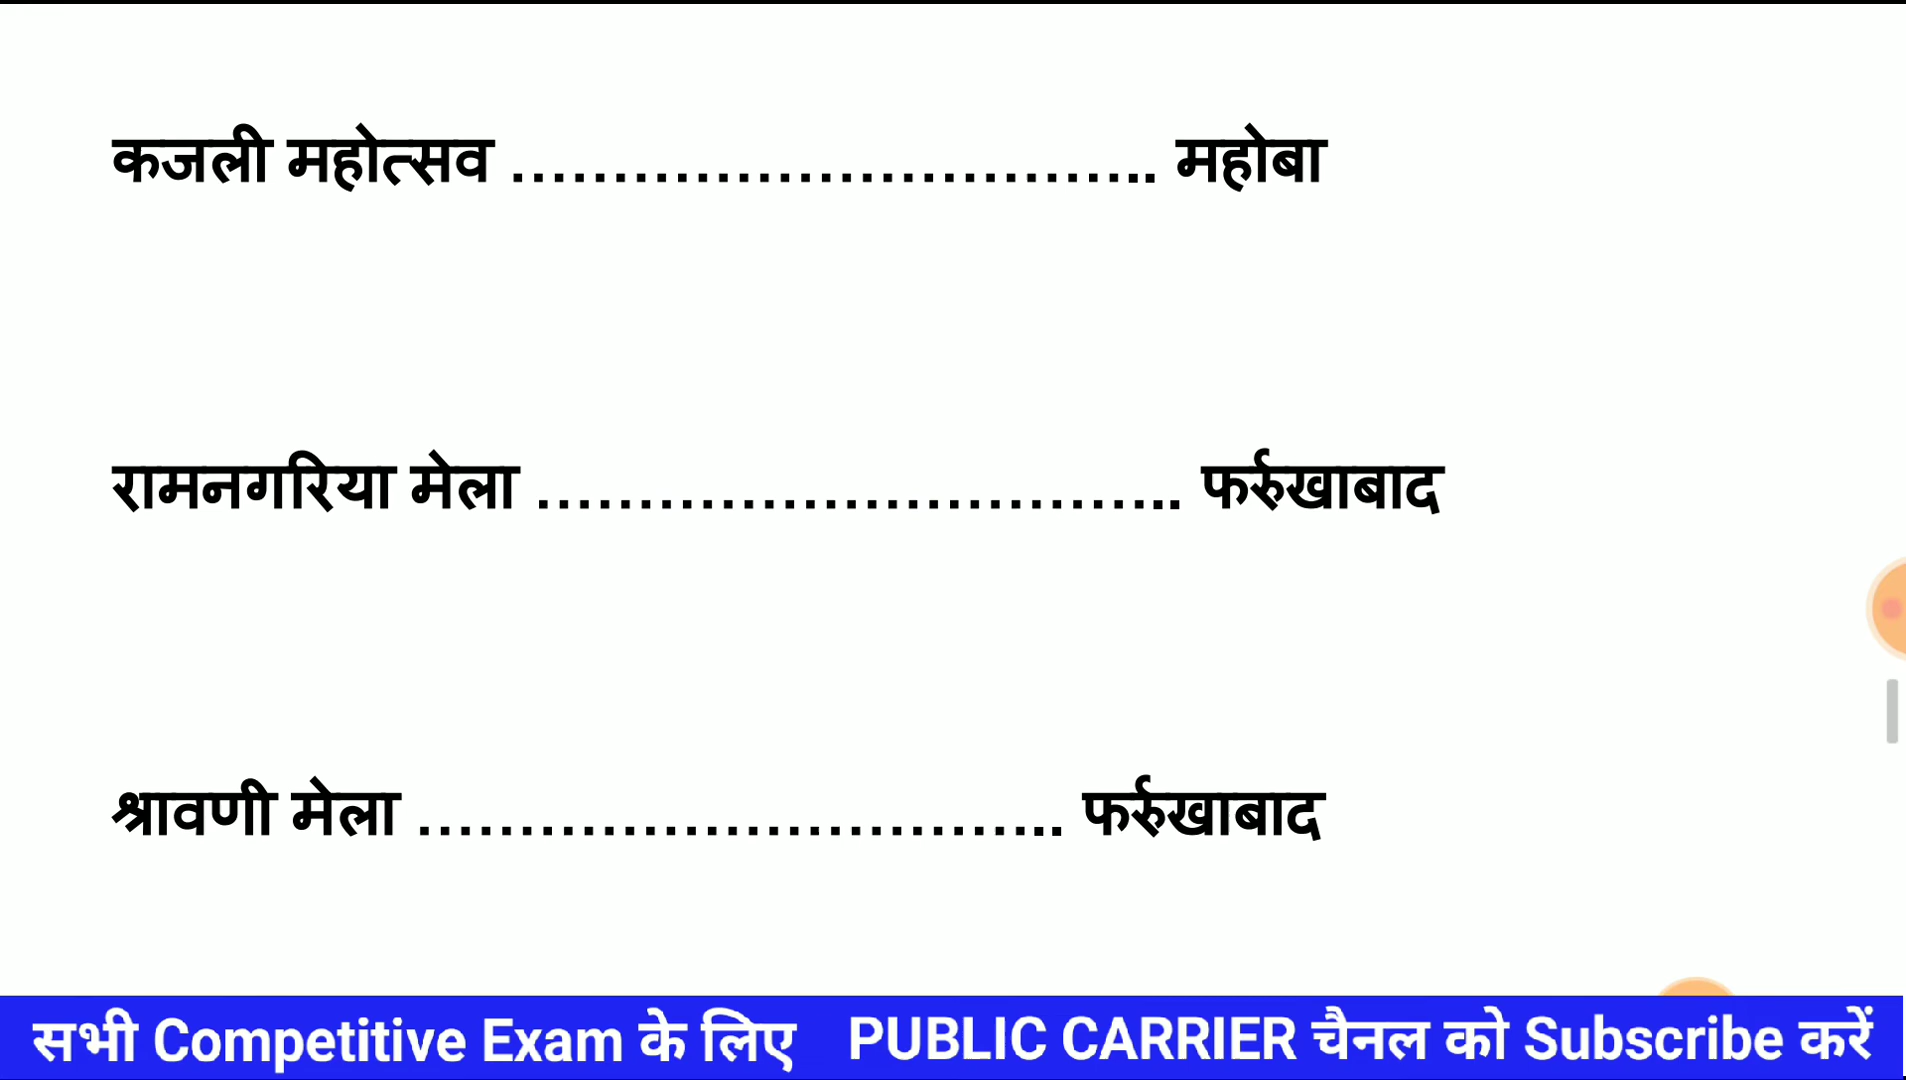 कजली महोत्सव ................................ महोबा
रामनगरिया मेला ................................ फर्रुखाबाद
श्रावणी मेला ................................ फर्रुखाबाद
सभी Competitive Exam के लिए PUBLIC CARRIER चैनल को Subscribe करें